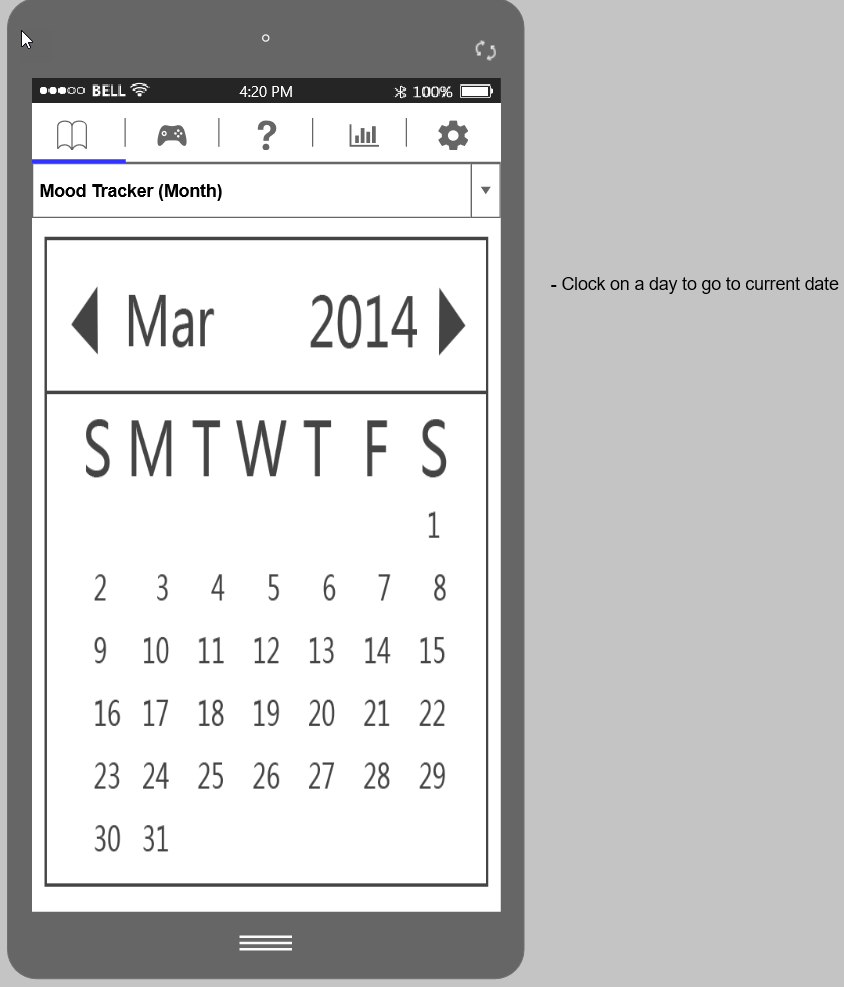 BELL 4:20 PM 100%
Mood Tracker (Month)
- Clock on a day to go to current date
Mar 2014
S M T W T F S
1
2 3 4 5 6 7 8
9 10 11 12 13 14 15
16 17 18 19 20 21 22
23 24 25 26 27 28 29
30 31